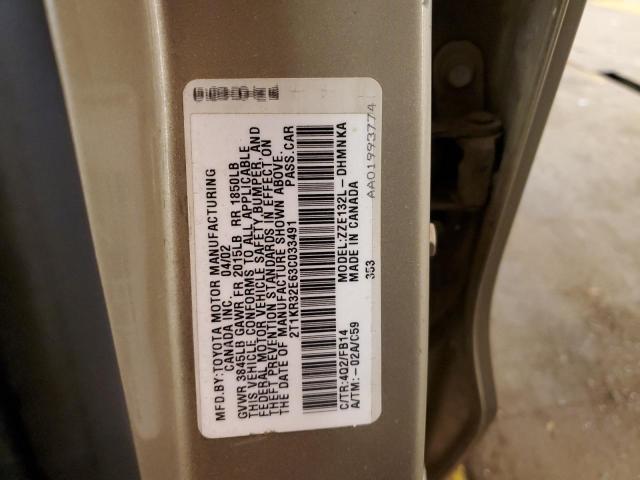 MFD.BY:TOYOTA MOTOR MANUFACTURING
CANADA INC. 04/02
GVWR 3845LB GAWR FR 2015LB RR 1850LB
THIS VEHICLE CONFORMS TO ALL APPLICABLE
FEDERAL MOTOR VEHICLE SAFETY,BUMPER, AND
THEFT PREVENTION STANDARDS IN EFFECT ON
THE DATE OF MANUFACTURE SHOWN ABOVE.
2T1KR32E63C033491 PASS.CAR
C/TR:4Q2/FB14 MODEL:ZZE132L-DHMNKA
A/TM:-02A/C59 MADE IN CANADA
353
AA01993774